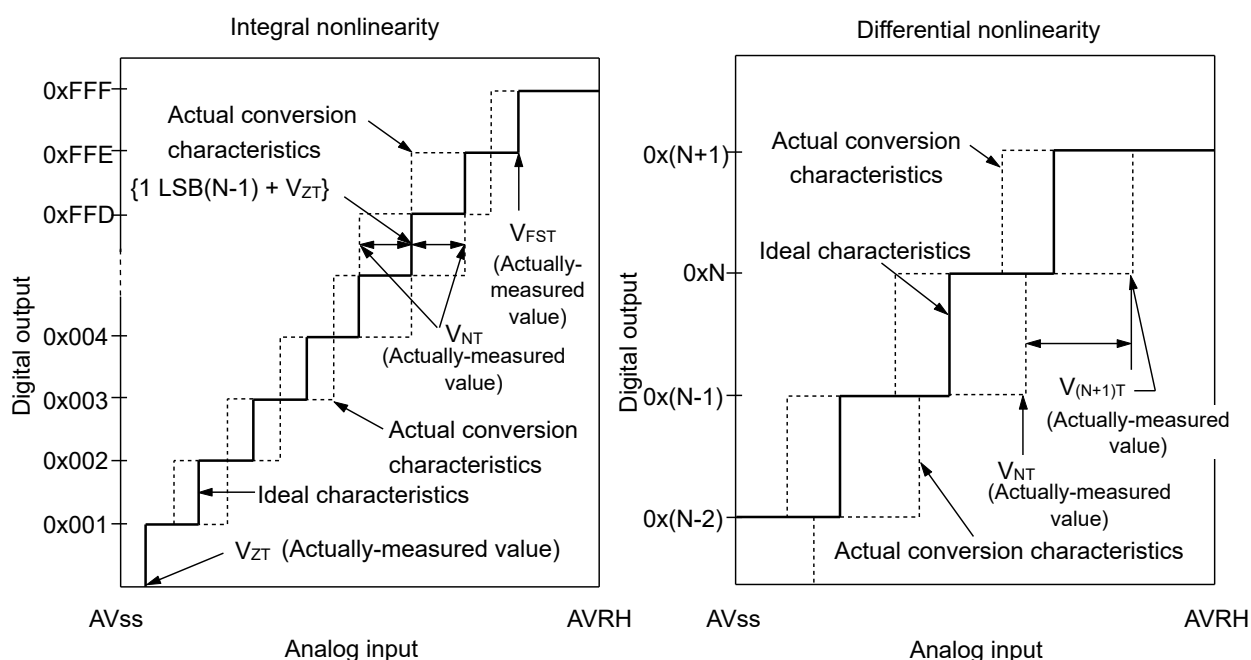 Integral nonlinearity
0xFFF
0xFFE
0xFFD
0x004
0x003
0x002
0x001
Digital output
Actual conversion
characteristics
{1 LSB(N-1) + VZT}
VFST
(Actually-
measured
value)
VNT
(Actually-measured
value)
Actual conversion
characteristics
Ideal characteristics
VZT (Actually-measured value)
AVss
AVRH
Analog input
Differential nonlinearity
0x(N+1)
0xN
0x(N-1)
0x(N-2)
Digital output
Actual conversion
characteristics
Ideal characteristics
V(N+1)T
(Actually-measured
value)
VNT
(Actually-measured
value)
Actual conversion characteristics
AVss
AVRH
Analog input